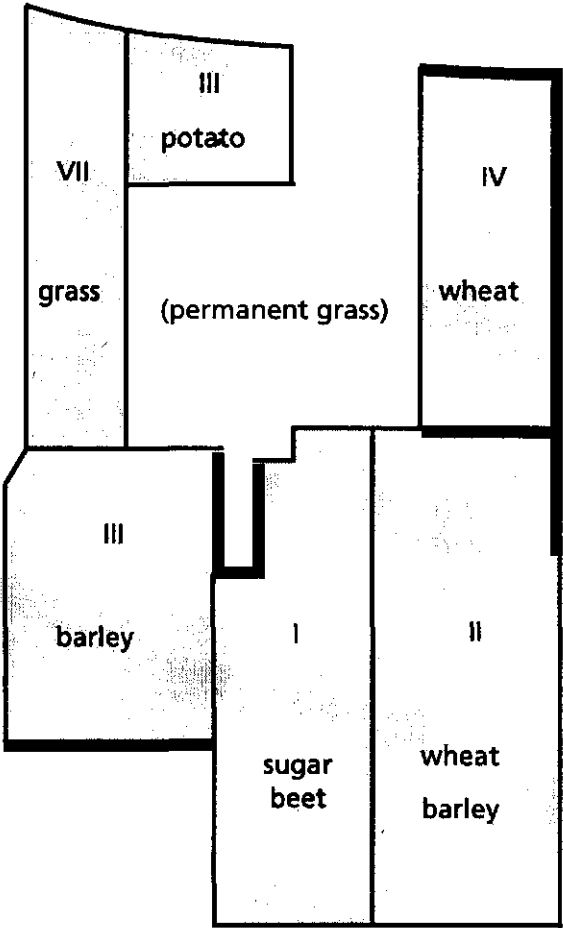 III
potato
VII
grass
(permanent grass)
IV
wheat
III
barley
I
sugar
beet
II
wheat
barley